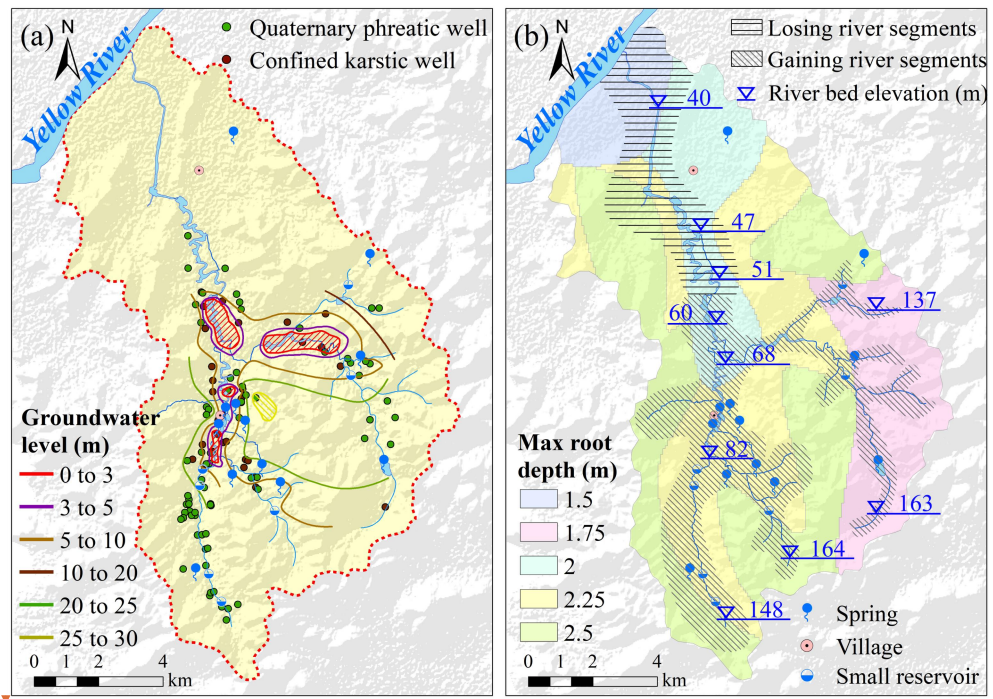 (a)
N
Quaternary phreatic well
Confined karstic well
Yellow River
Groundwater
level (m)
0 to 3
3 to 5
5 to 10
10 to 20
20 to 25
25 to 30
0 1 2 4
km
(b)
N
Losing river segments
Gaining river segments
River bed elevation (m)
Yellow River
40
47
51
60
68
137
82
163
164
148
Max root
depth (m)
1.5
1.75
2
2.25
2.5
Spring
Village
Small reservoir
0 1 2 4
km